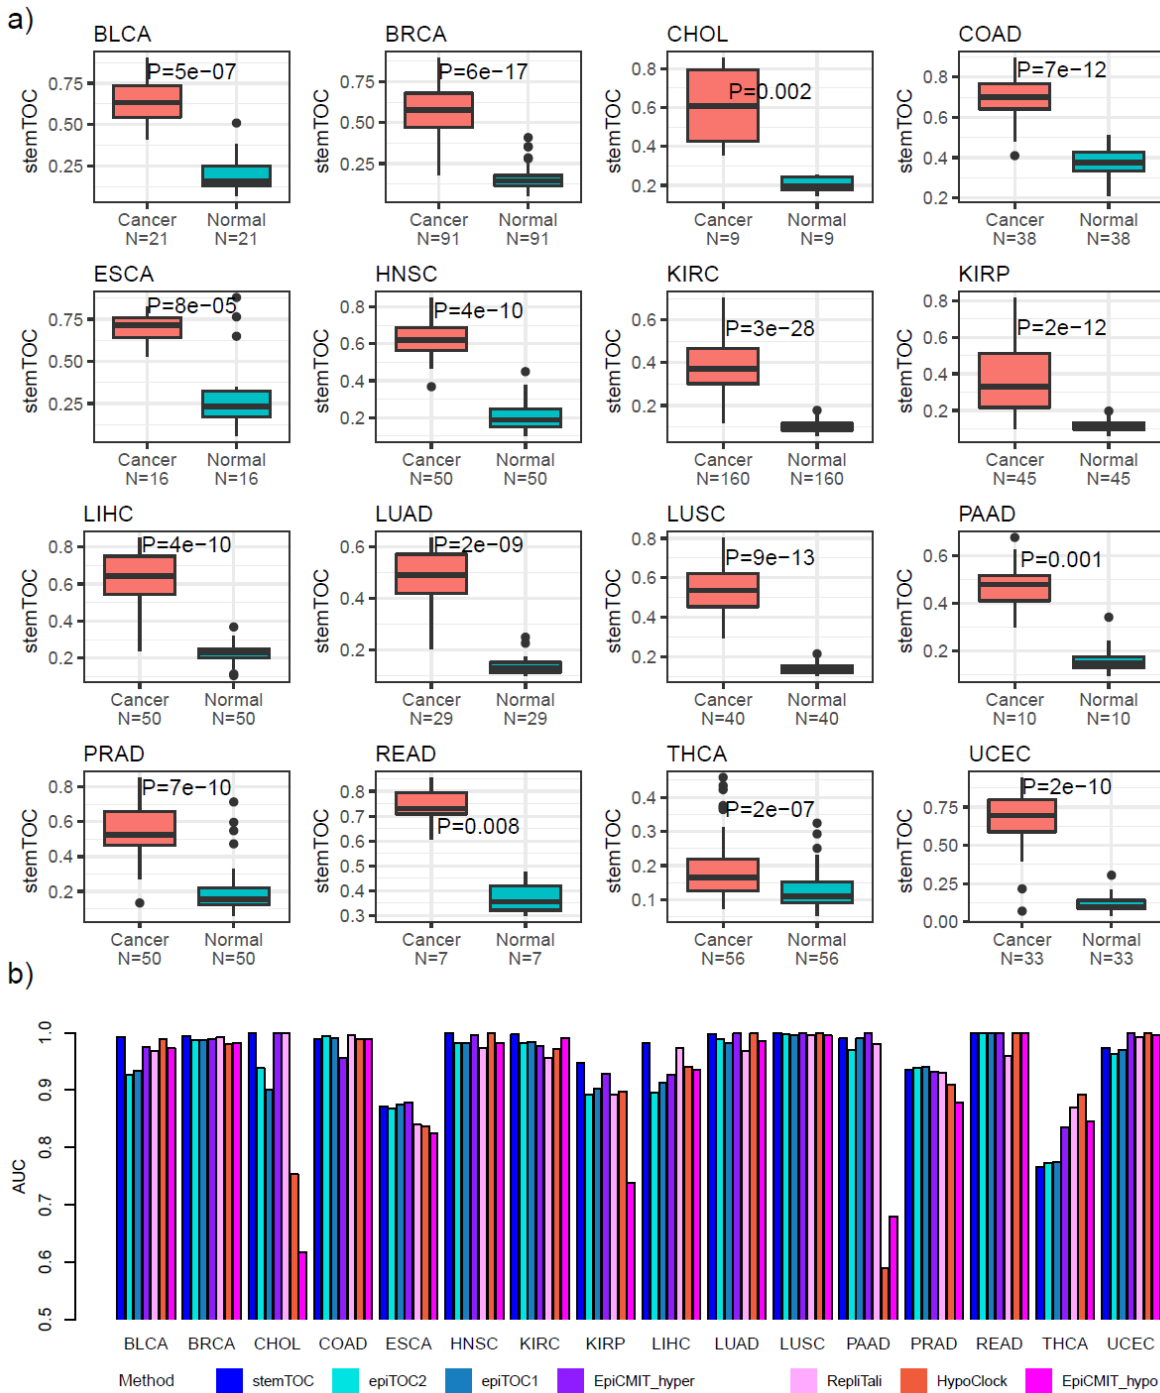 a)
BLCA BRCA CHOL COAD
stemTOC 0.75 0.50 0.25 P=5e−07
stemTOC 0.75 0.50 0.25 P=6e−17
stemTOC 0.8 0.6 0.4 0.2 P=0.002
stemTOC 0.8 0.6 0.4 0.2 P=7e−12
Cancer Normal Cancer Normal Cancer Normal Cancer Normal
N=21 N=21 N=91 N=91 N=9 N=9 N=38 N=38
ESCA HNSC KIRC KIRP
stemTOC 0.75 0.50 0.25 P=8e−05
stemTOC 0.8 0.6 0.4 0.2 P=4e−10
stemTOC 0.6 0.4 0.2 P=3e−28
stemTOC 0.8 0.6 0.4 0.2 P=2e−12
Cancer Normal Cancer Normal Cancer Normal Cancer Normal
N=16 N=16 N=50 N=50 N=160 N=160 N=45 N=45
LIHC LUAD LUSC PAAD
stemTOC 0.8 0.6 0.4 0.2 P=4e−10
stemTOC 0.6 0.4 0.2 P=2e−09
stemTOC 0.8 0.6 0.4 0.2 P=9e−13
stemTOC 0.6 0.4 0.2 P=0.001
Cancer Normal Cancer Normal Cancer Normal Cancer Normal
N=50 N=50 N=29 N=29 N=40 N=40 N=10 N=10
PRAD READ THCA UCEC
stemTOC 0.8 0.6 0.4 0.2 P=7e−10
stemTOC 0.8 0.7 0.6 0.5 0.4 0.3 P=0.008
stemTOC 0.4 0.3 0.2 0.1 P=2e−07
stemTOC 0.75 0.50 0.25 0.00 P=2e−10
Cancer Normal Cancer Normal Cancer Normal Cancer Normal
N=50 N=50 N=7 N=7 N=56 N=56 N=33 N=33
b)
AUC
1.0
0.9
0.8
0.7
0.6
0.5
BLCA BRCA CHOL COAD ESCA HNSC KIRC KIRP LIHC LUAD LUSC PAAD PRAD READ THCA UCEC
Method stemTOC epiTOC2 epiTOC1 EpiCMIT_hyper RepliTali HypoClock EpiCMIT_hypo